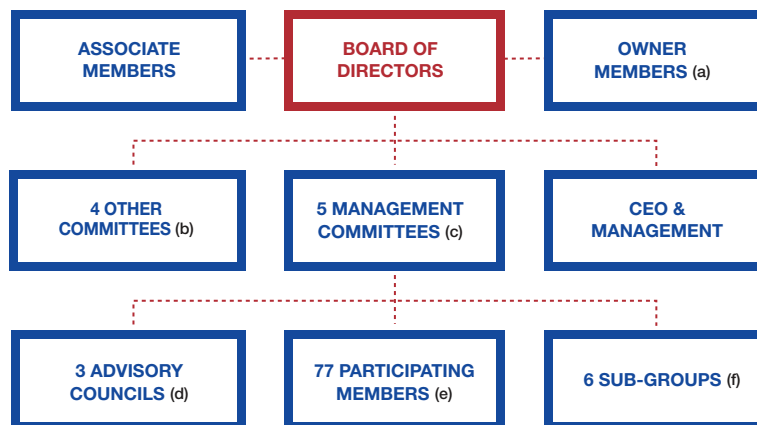 ASSOCIATE
MEMBERS
BOARD OF
DIRECTORS
OWNER
MEMBERS (a)
4 OTHER
COMMITTEES (b)
5 MANAGEMENT
COMMITTEES (c)
CEO &
MANAGEMENT
3 ADVISORY
COUNCILS (d)
77 PARTICIPATING
MEMBERS (e)
6 SUB-GROUPS (f)